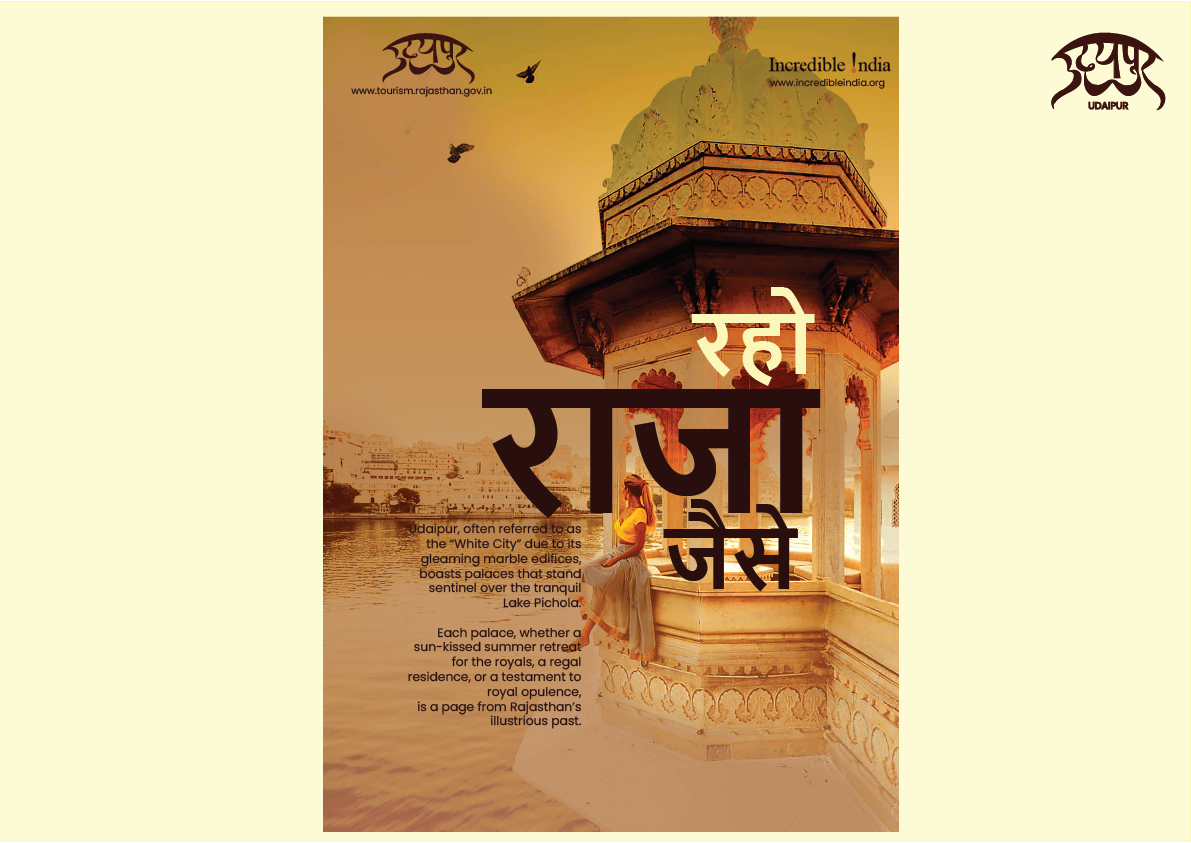 उदयपुर
www.tourism.rajasthan.gov.in
Incredible !ndia
www.incredibleindia.org
उदयपुर
UDAIPUR
रहो
राजा
जैसे
Udaipur, often referred to as
the “White City” due to its
gleaming marble edifices,
boasts palaces that stand
sentinel over the tranquil
Lake Pichola.
Each palace, whether a
sun-kissed summer retreat
for the royals, a regal
residence, or a testament to
royal opulence,
is a page from Rajasthan’s
illustrious past.